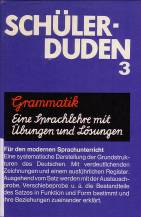 SCHÜLER-
DUDEN
3
Grammatik
Eine Sprachlehre mit
Übungen und Lösungen
Für den modernen Sprachunterricht
Eine systematische Darstellung der Grundstruk-
turen des Deutschen. Mit verdeutlichenden
Zeichnungen und einem ausführlichen Register.
Ausgehend vom Satz werden mit der Austausch-
probe, Verschiebeprobe u. a. die Bestandteile
des Satzes in Funktion und Form bestimmt und
ihre Beziehungen zueinander erklärt.